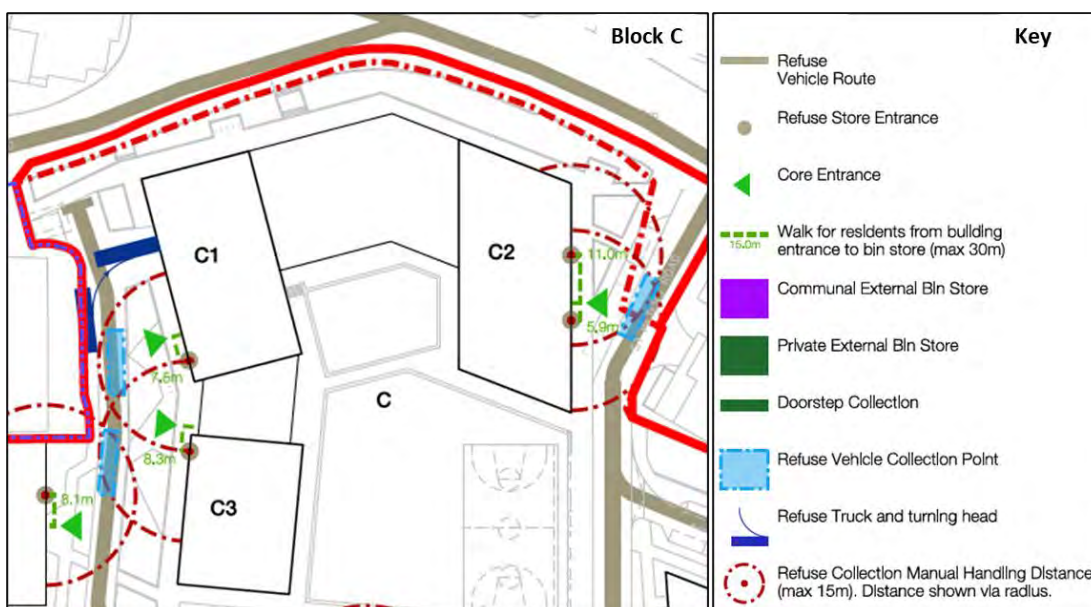 Block C
C1
C2
11.0m
5.9m
7.5m
C
8.3m
8.1m
C3
Key
Refuse
Vehicle Route
Refuse Store Entrance
Core Entrance
Walk for residents from building
15.0m
entrance to bin store (max 30m)
Communal External Bin Store
Private External Bin Store
Doorstep Collection
Refuse Vehicle Collection Point
Refuse Truck and turning head
Refuse Collection Manual Handling Distance
(max 15m). Distance shown via radius.